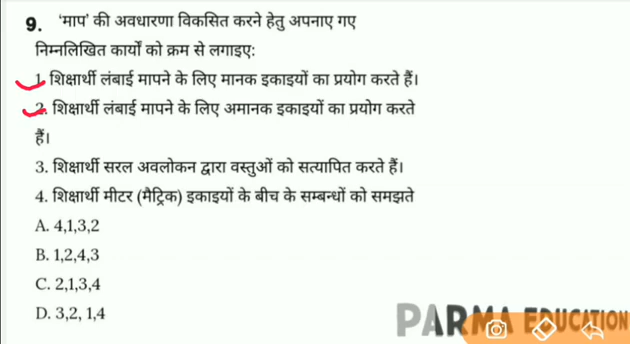 9. 'माप' की अवधारणा विकसित करने हेतु अपनाए गए
निम्नलिखित कार्यों को क्रम से लगाइए:
1. शिक्षार्थी लंबाई मापने के लिए मानक इकाइयों का प्रयोग करते हैं।
2. शिक्षार्थी लंबाई मापने के लिए अमानक इकाइयों का प्रयोग करते
हैं।
3. शिक्षार्थी सरल अवलोकन द्वारा वस्तुओं को सत्यापित करते हैं।
4. शिक्षार्थी मीटर (मैट्रिक) इकाइयों के बीच के सम्बन्धों को समझते
A. 4,1,3,2
B. 1,2,4,3
C. 2,1,3,4
D. 3,2, 1,4
PARMA EDUCATION